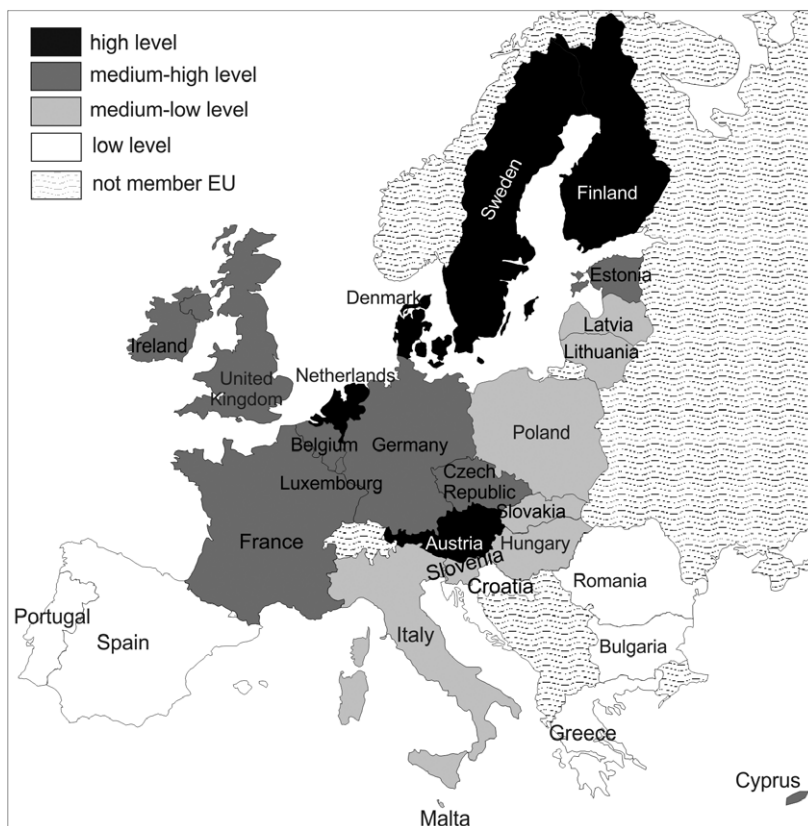 high level
medium-high level
medium-low level
low level
not member EU
Sweden
Finland
Denmark
Estonia
Ireland
Latvia
Lithuania
United
Kingdom
Netherlands
Belgium
Germany
Poland
Luxembourg
Czech
Republic
Slovakia
France
Austria
Hungary
Slovenia
Croatia
Romania
Portugal
Spain
Italy
Bulgaria
Greece
Cyprus
Malta